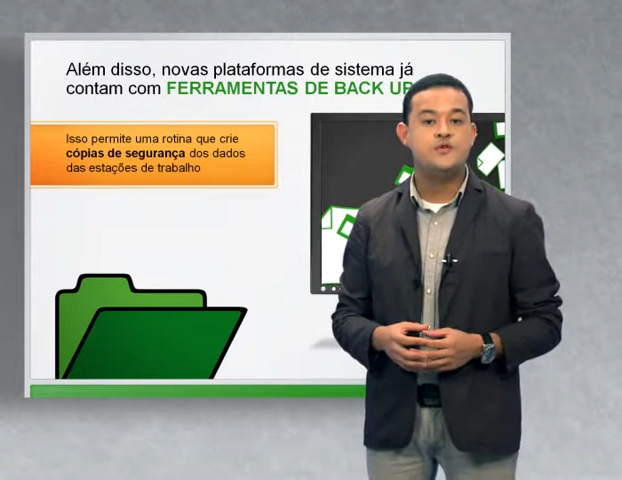 Além disso, novas plataformas de sistema já
contam com FERRAMENTAS DE BACK UP
Isso permite uma rotina que crie
cópias de segurança dos dados
das estações de trabalho